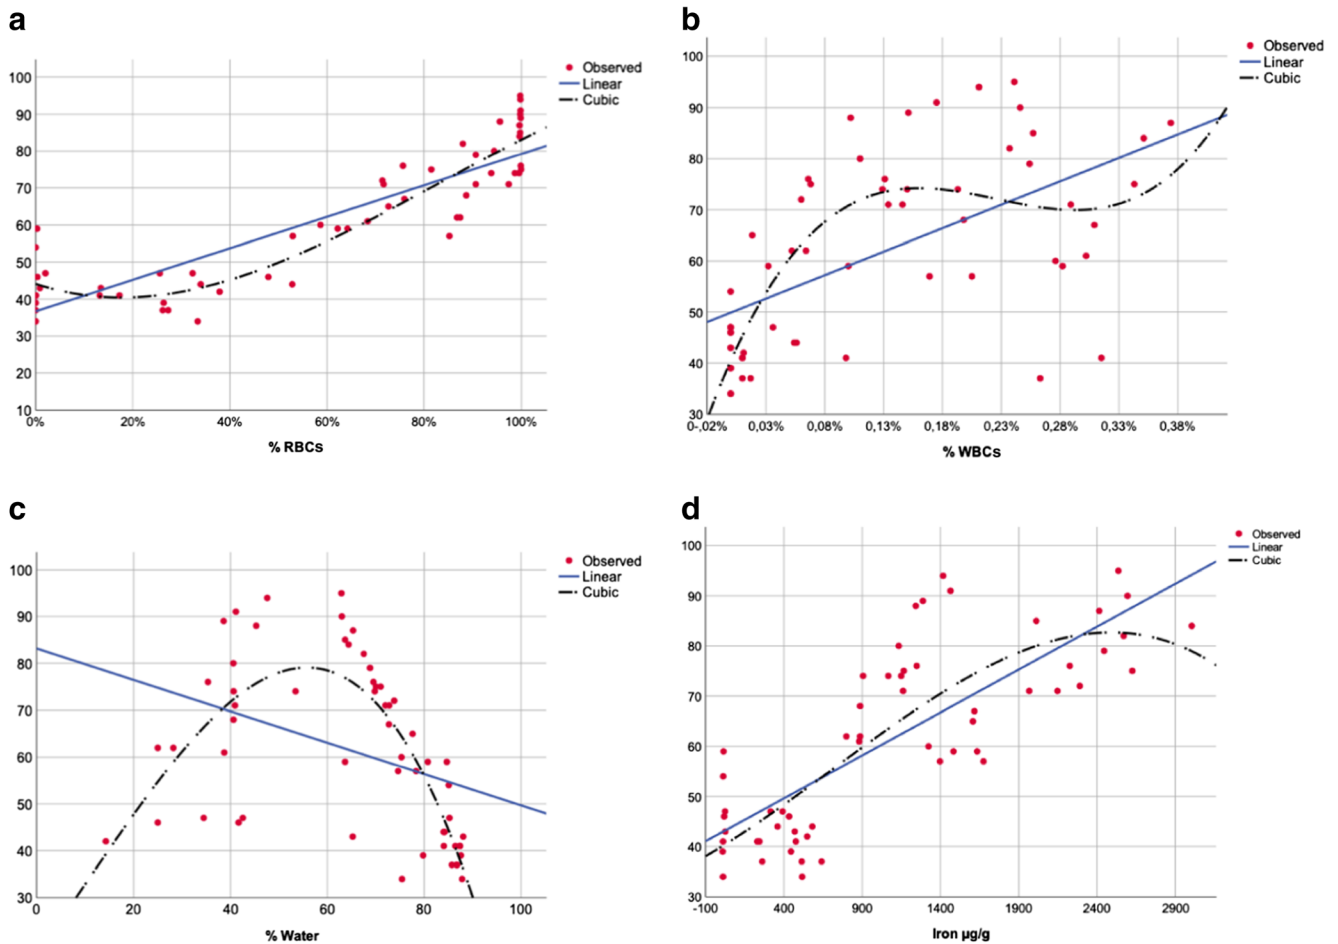 a
Observed
Linear
Cubic
100
90
80
70
60
50
40
30
20
10
0% 20% 40% 60% 80% 100%
% RBCs
b
Observed
Linear
Cubic
100
90
80
70
60
50
40
30
0-,02% 0,03% 0,08% 0,13% 0,18% 0,23% 0,28% 0,33% 0,38%
% WBCs
c
Observed
Linear
Cubic
100
90
80
70
60
50
40
30
0 20 40 60 80 100
% Water
d
Observed
Linear
Cubic
100
90
80
70
60
50
40
30
-100 400 900 1400 1900 2400 2900
Iron µg/g